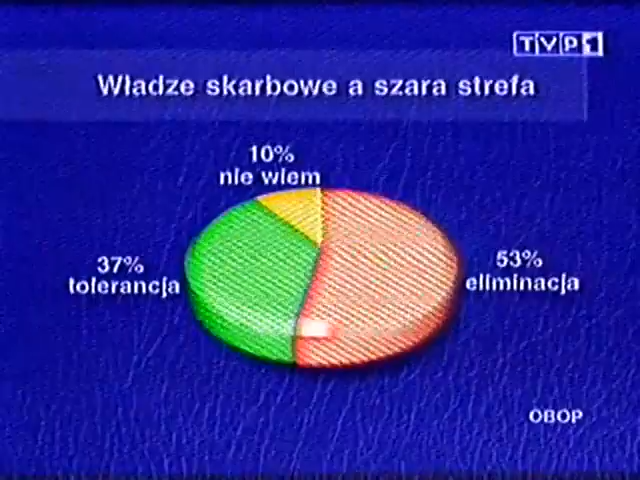 TVP1
Władze skarbowe a szara strefa
10%
nie wiem
37%
tolerancja
53%
eliminacja
OBOP